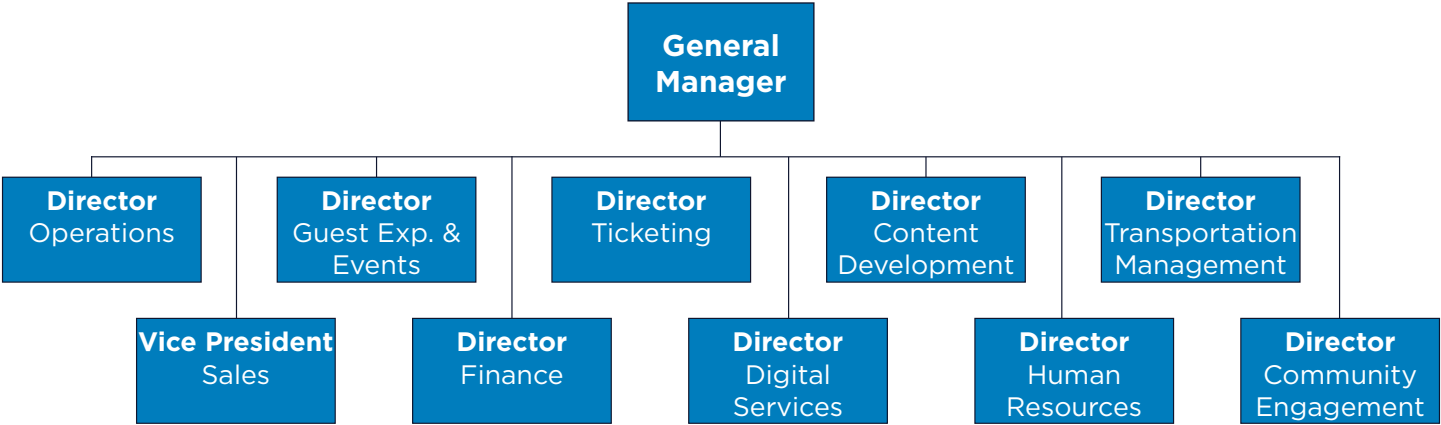 General
Manager
Director
Operations
Director
Guest Exp. &
Events
Director
Ticketing
Director
Content
Development
Director
Transportation
Management
Vice President
Sales
Director
Finance
Director
Digital
Services
Director
Human
Resources
Director
Community
Engagement